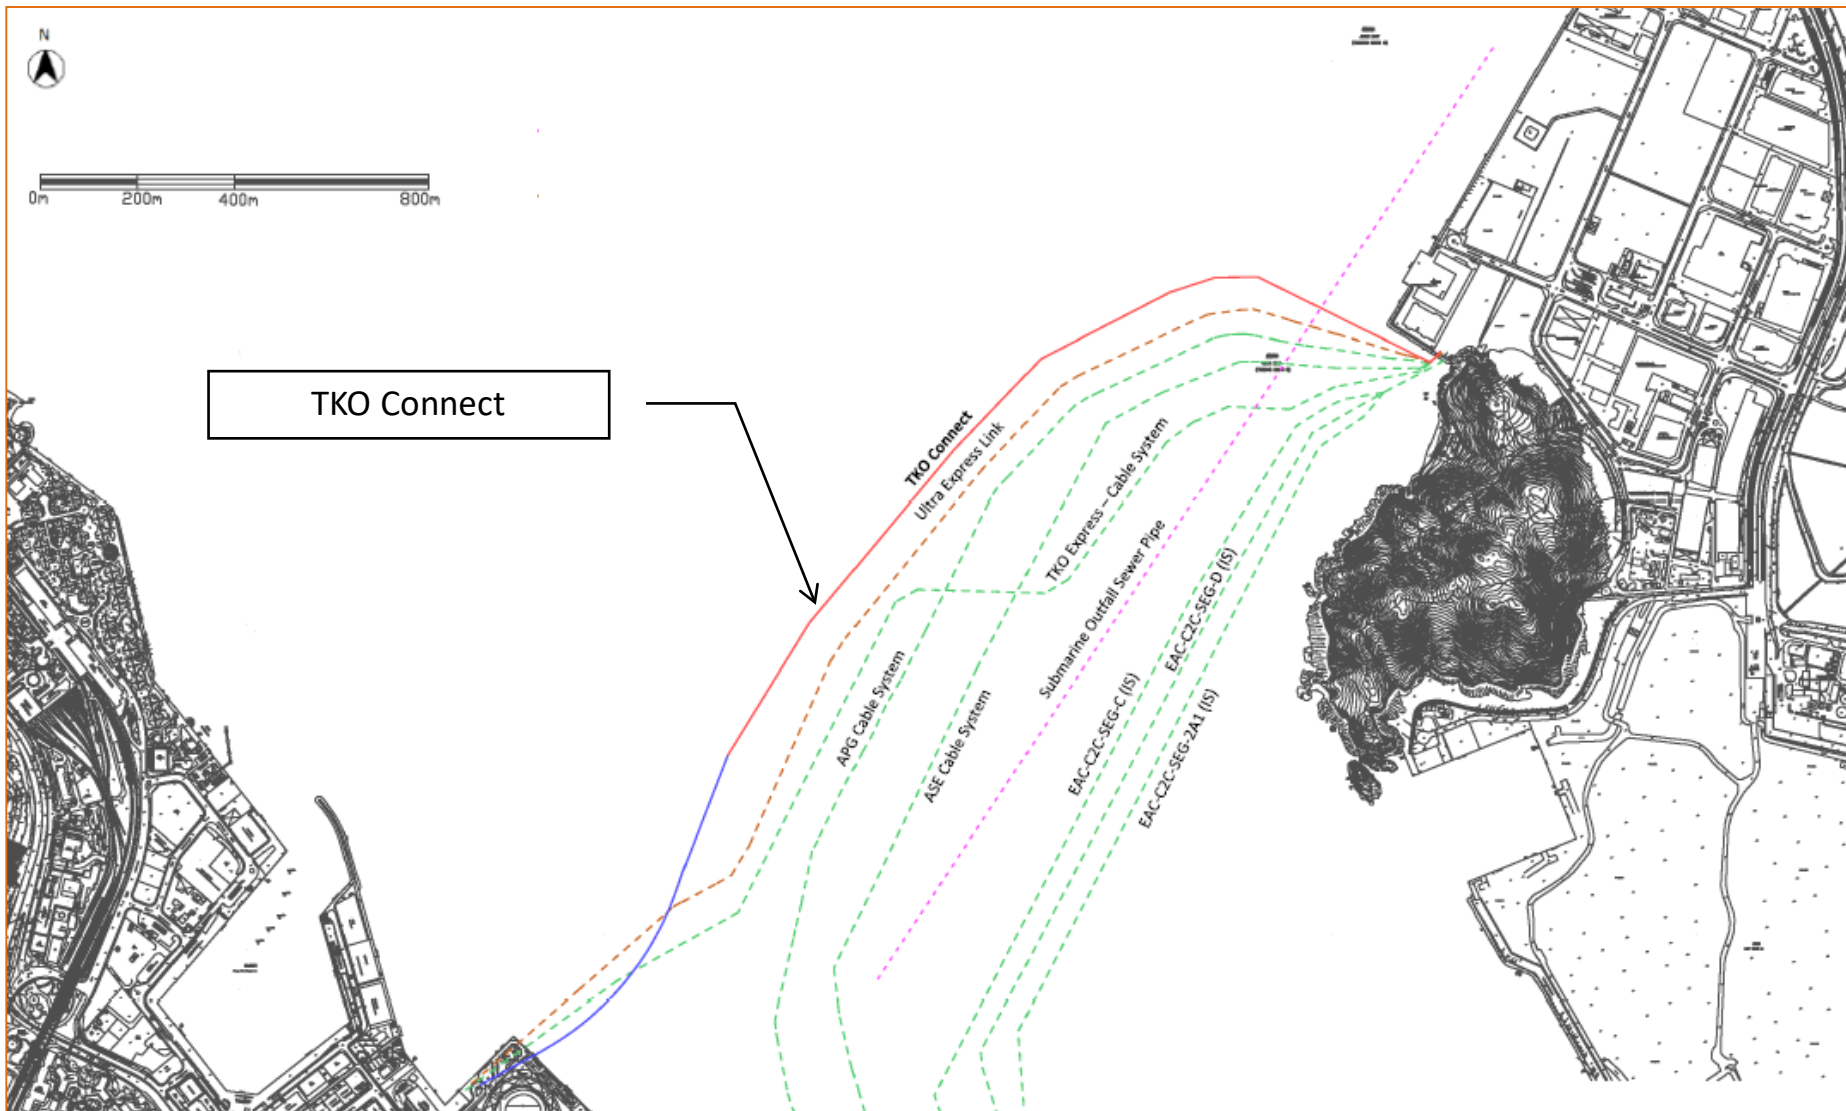 N
0m 200m 400m 800m
TKO Connect
TKO Connect
Ultra Express Link
TKO Express – Cable System
Submarine Outfall Sewer Pipe
EAC-C2C-SEG-D (IS)
APG Cable System
ASE Cable System
EAC-C2C-SEG-C (IS)
EAC-C2C-SEG-2A1 (IS)